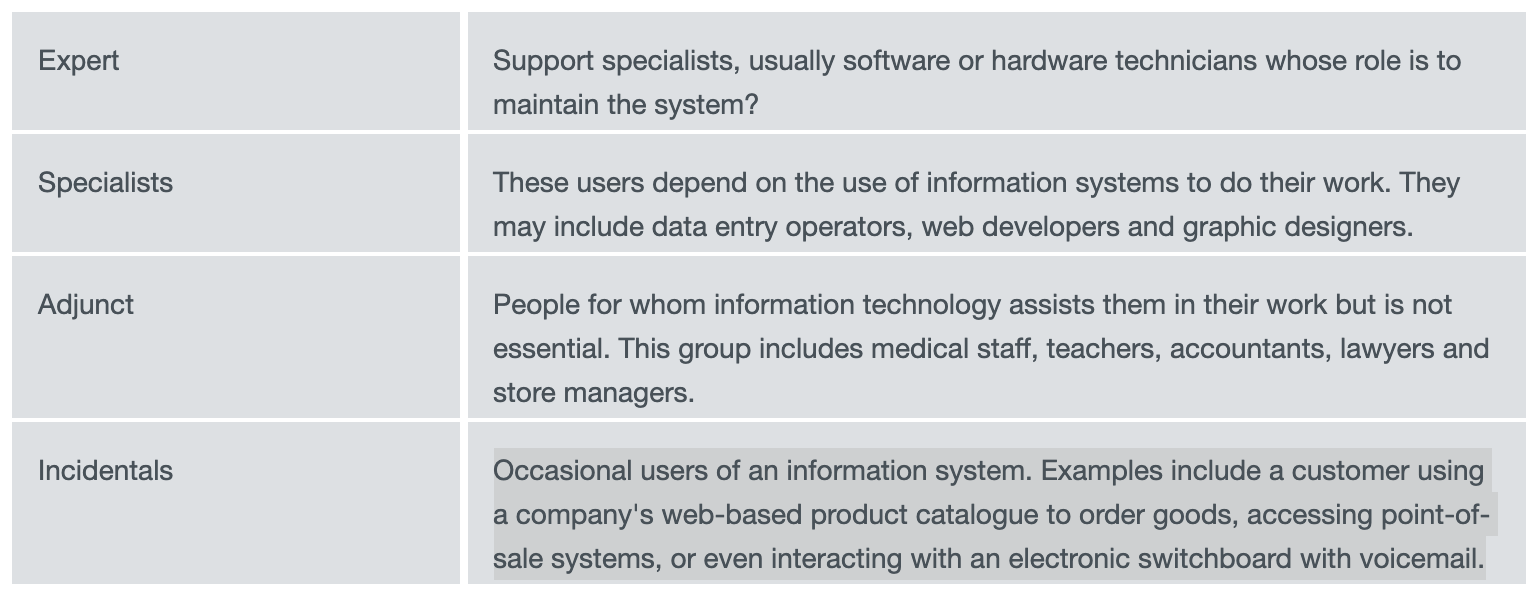 Expert
Support specialists, usually software or hardware technicians whose role is to
maintain the system?
Specialists
These users depend on the use of information systems to do their work. They
may include data entry operators, web developers and graphic designers.
Adjunct
People for whom information technology assists them in their work but is not
essential. This group includes medical staff, teachers, accountants, lawyers and
store managers.
Incidentals
Occasional users of an information system. Examples include a customer using
a company's web-based product catalogue to order goods, accessing point-of-
sale systems, or even interacting with an electronic switchboard with voicemail.